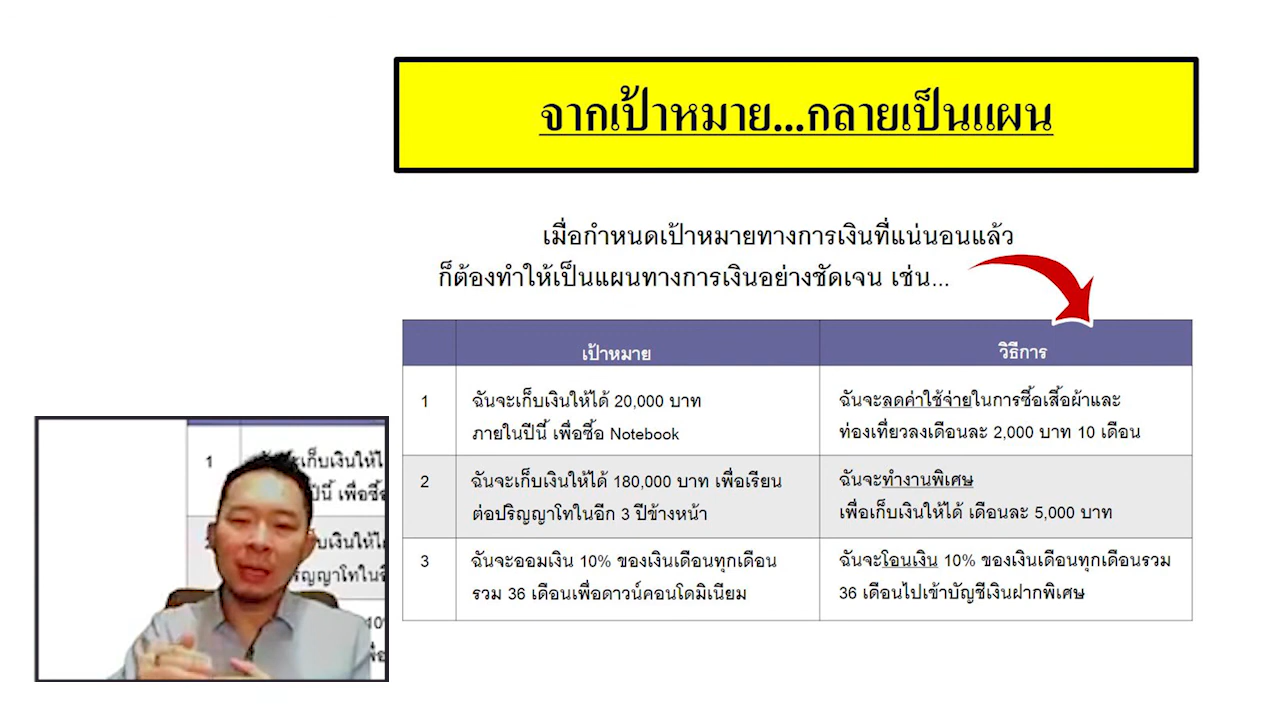 จากเป้าหมาย...กลายเป็นแผน
เมื่อกำหนดเป้าหมายทางการเงินที่แน่นอนแล้ว
ก็ต้องทำให้เป็นแผนทางการเงินอย่างชัดเจน เช่น...
เป้าหมาย
วิธีการ
1
ฉันจะเก็บเงินให้ได้ 20,000 บาท
ภายในปีนี้ เพื่อซื้อ Notebook
ฉันจะลดค่าใช้จ่ายในการซื้อเสื้อผ้าและ
ท่องเที่ยวลงเดือนละ 2,000 บาท 10 เดือน
2
ฉันจะเก็บเงินให้ได้ 180,000 บาท เพื่อเรียน
ต่อปริญญาโทในอีก 3 ปีข้างหน้า
ฉันจะทำงานพิเศษ
เพื่อเก็บเงินให้ได้ เดือนละ 5,000 บาท
3
ฉันจะออมเงิน 10% ของเงินเดือนทุกเดือน
รวม 36 เดือนเพื่อดาวน์คอนโดมิเนียม
ฉันจะโอนเงิน 10% ของเงินเดือนทุกเดือนรวม
36 เดือนไปเข้าบัญชีเงินฝากพิเศษ
1
เก็บเงินให้ได้
ปีนี้ เพื่อซื้อ